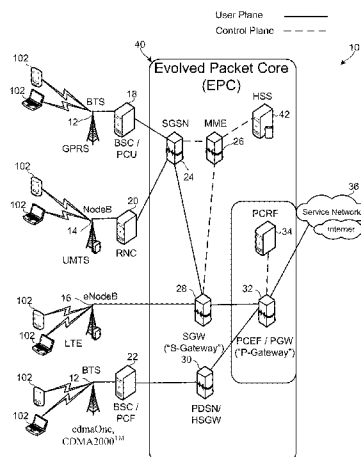 User Plane
Control Plane
10
40
Evolved Packet Core
(EPC)
102
102
BTS
12
GPRS
18
BSC /
PCU
SGSN
24
MME
26
HSS
42
102
102
NodeB
14
UMTS
20
RNC
PCRF
34
36
Service Network
Internet
102
102
16
eNodeB
LTE
28
SGW
("S-Gateway")
32
PCEF / PGW
("P-Gateway")
102
102
BTS
12
cdmaOne,
CDMA2000™
22
BSC /
PCF
30
PDSN/
HSGW